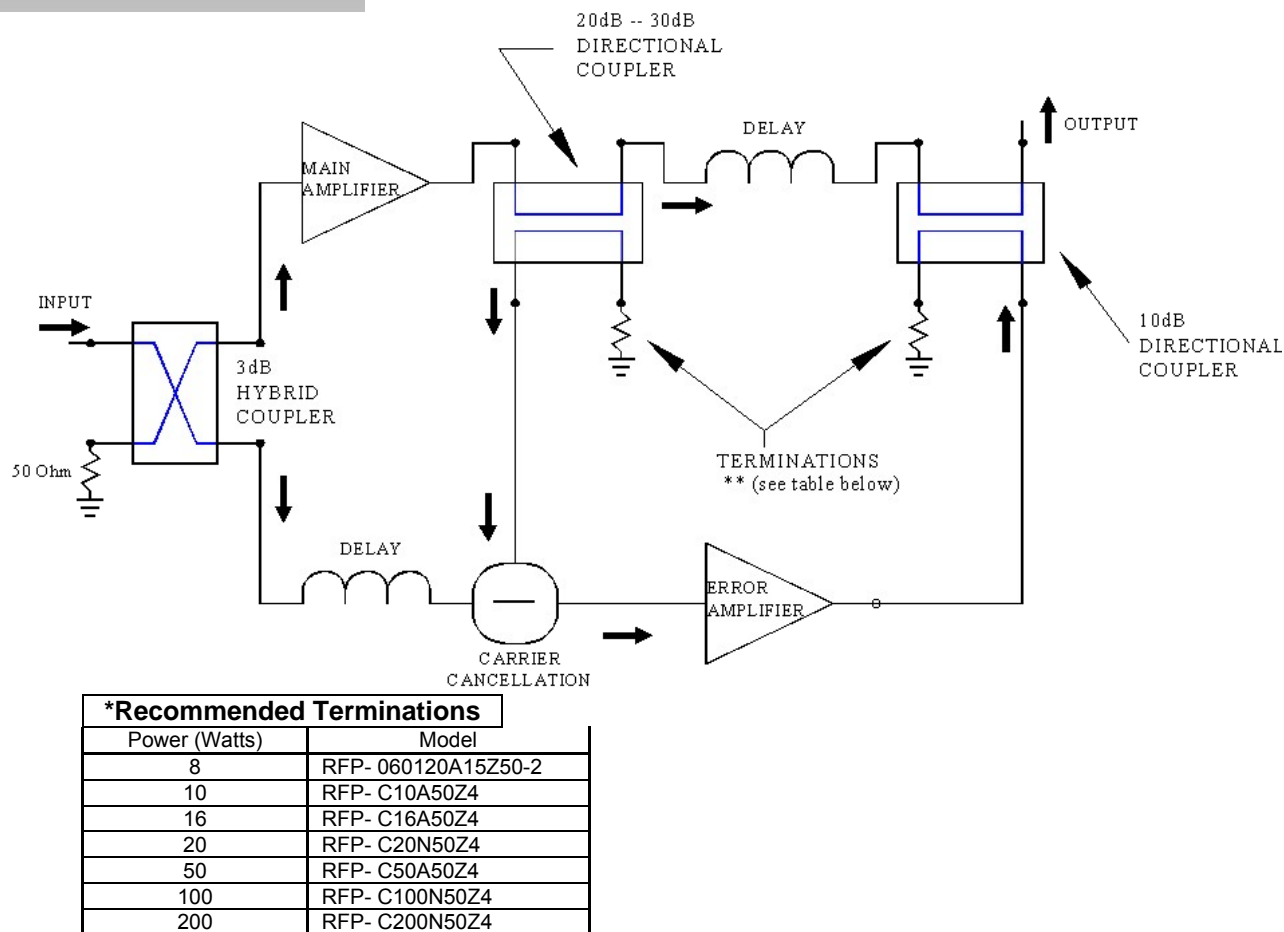 20dB -- 30dB
DIRECTIONAL
COUPLER
OUTPUT
DELAY
MAIN
AMPLIFIER
INPUT
3dB
HYBRID
COUPLER
10dB
DIRECTIONAL
COUPLER
50 Ohm
TERMINATIONS
** (see table below)
DELAY
ERROR
AMPLIFIER
CARRIER
CANCELLATION
*Recommended Terminations
Power (Watts) Model
8 RFP- 060120A15Z50-2
10 RFP- C10A50Z4
16 RFP- C16A50Z4
20 RFP- C20N50Z4
50 RFP- C50A50Z4
100 RFP- C100N50Z4
200 RFP- C200N50Z4